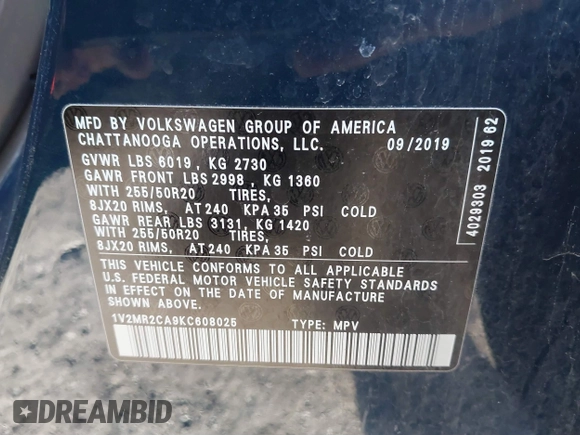 MFD BY VOLKSWAGEN GROUP OF AMERICA
CHATTANOOGA OPERATIONS, LLC. 09/2019
GVWR LBS 6019 , KG 2730
GAWR FRONT LBS 2998 , KG 1360
WITH 255/50R20 TIRES,
8JX20 RIMS, AT 240 KPA 35 PSI COLD
GAWR REAR LBS 3131, KG 1420
WITH 255/50R20 TIRES,
8JX20 RIMS, AT 240 KPA 35 PSI COLD
THIS VEHICLE CONFORMS TO ALL APPLICABLE
U.S. FEDERAL MOTOR VEHICLE SAFETY STANDARDS
IN EFFECT ON THE DATE OF MANUFACTURE
SHOWN ABOVE.
1V2MR2CA9KC608025 TYPE: MPV
4029303 2019 62
DREAMBID